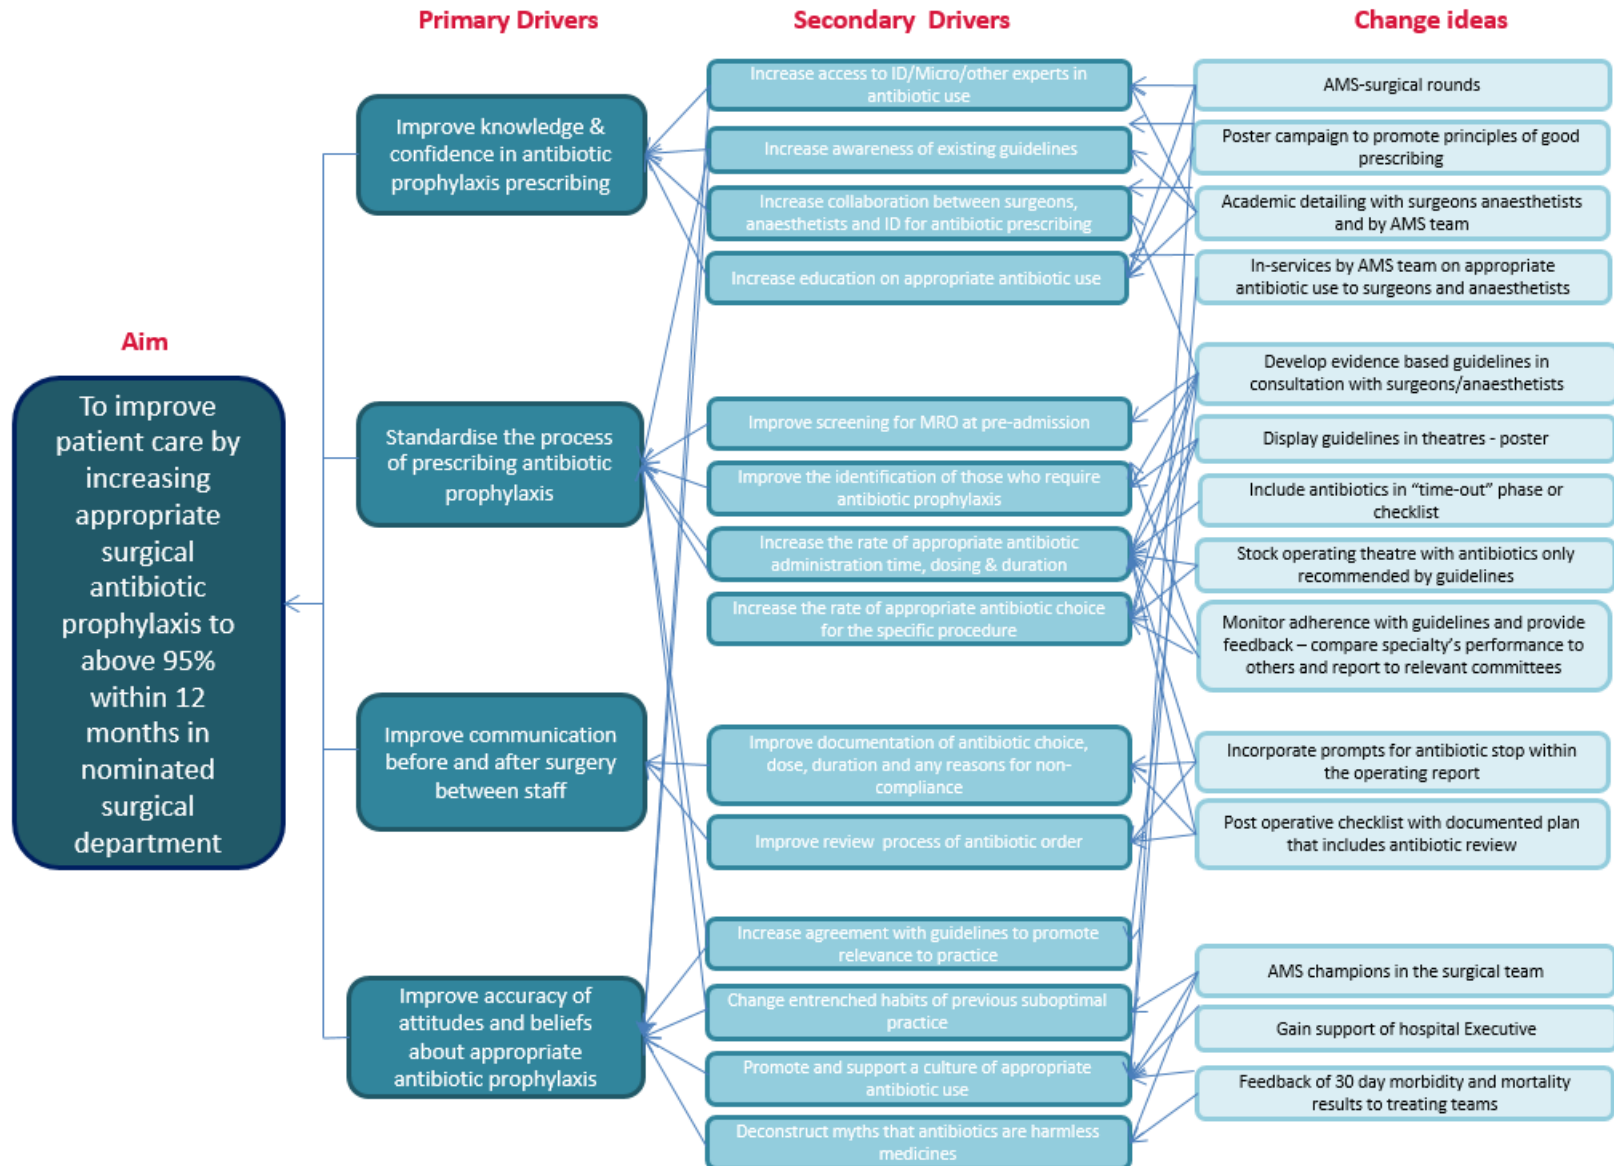 Primary Drivers
Secondary  Drivers
Change ideas
Aim
To improve
patient care by
increasing
appropriate
surgical
antibiotic
prophylaxis to
above 95%
within 12
months in
nominated
surgical
department
Improve knowledge &
confidence in antibiotic
prophylaxis prescribing
Standardise the process
of prescribing antibiotic
prophylaxis
Improve communication
before and after surgery
between staff
Improve accuracy of
attitudes and beliefs
about appropriate
antibiotic prophylaxis
Increase access to ID/Micro/other experts in
antibiotic use
Increase awareness of existing guidelines
Increase collaboration between surgeons,
anaesthetists and ID for antibiotic prescribing
Increase education on appropriate antibiotic use
Improve screening for MRO at pre-admission
Improve the identification of those who require
antibiotic prophylaxis
Increase the rate of appropriate antibiotic
administration time, dosing & duration
Increase the rate of appropriate antibiotic choice
for the specific procedure
Improve documentation of antibiotic choice,
dose, duration and any reasons for non-
compliance
Improve review  process of antibiotic order
Increase agreement with guidelines to promote
relevance to practice
Change entrenched habits of previous suboptimal
practice
Promote and support a culture of appropriate
antibiotic use
Deconstruct myths that antibiotics are harmless
medicines
AMS-surgical rounds
Poster campaign to promote principles of good
prescribing
Academic detailing with surgeons anaesthetists
and by AMS team
In-services by AMS team on appropriate
antibiotic use to surgeons and anaesthetists
Develop evidence based guidelines in
consultation with surgeons/anaesthetists
Display guidelines in theatres - poster
Include antibiotics in “time-out” phase or
checklist
Stock operating theatre with antibiotics only
recommended by guidelines
Monitor adherence with guidelines and provide
feedback – compare specialty’s performance to
others and report to relevant committees
Incorporate prompts for antibiotic stop within
the operating report
Post operative checklist with documented plan
that includes antibiotic review
AMS champions in the surgical team
Gain support of hospital Executive
Feedback of 30 day morbidity and mortality
results to treating teams